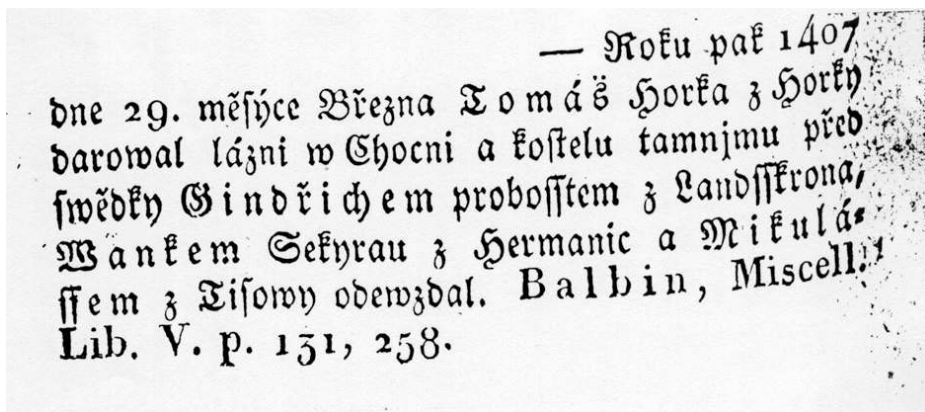 — Roku pak 1407
dne 29. měsýce Března Tomáš Horka z Horky
darowal lázni w Chocni a kostelu tamnjmu před
swědky Gindřichem probosstem z Landsskrona,
Wankem Sekyrau z Hermanic a Mikulá-
ssem z Tisowy odewzdal. Balbin, Miscell.
Lib. V. p. 131, 258.